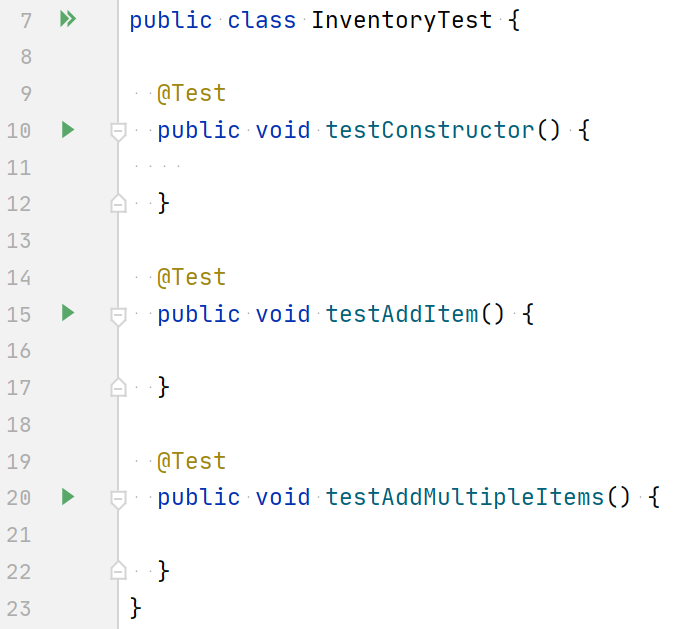 7 public class InventoryTest {
8
9 @Test
10 public void testConstructor() {
11
12 }
13
14 @Test
15 public void testAddItem() {
16
17 }
18
19 @Test
20 public void testAddMultipleItems() {
21
22 }
23 }